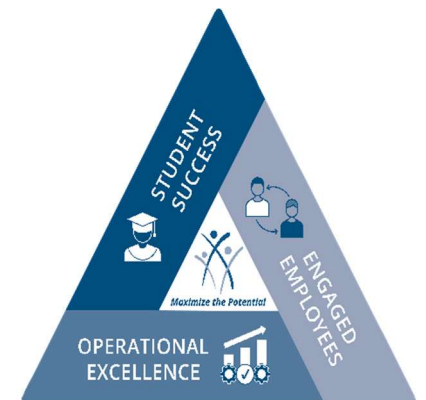 STUDENT
SUCCESS
ENGAGED
EMPLOYEES
Maximize the Potential
OPERATIONAL
EXCELLENCE